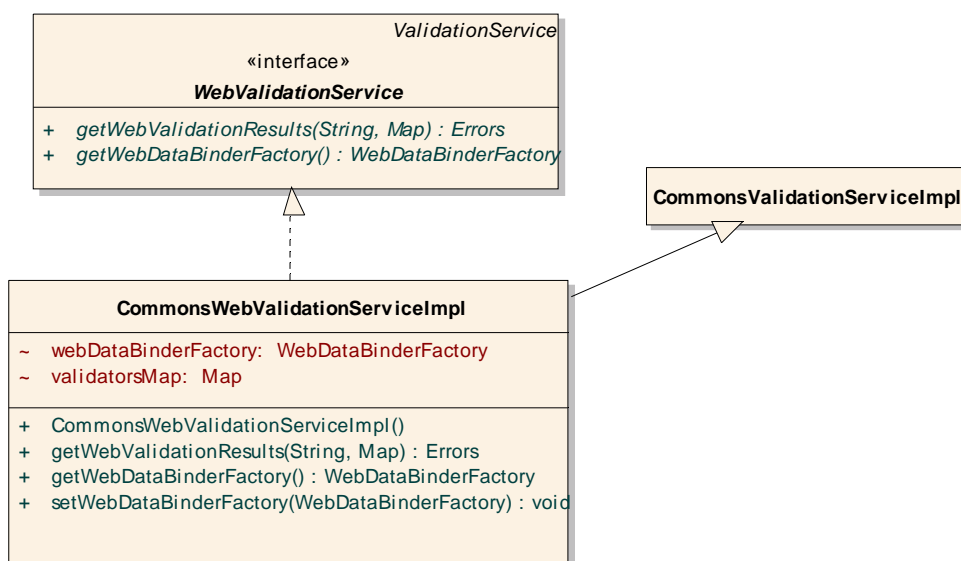 ValidationService
«interface»
WebValidationService
+ getWebValidationResults(String, Map) : Errors
+ getWebDataBinderFactory() : WebDataBinderFactory
CommonsValidationServiceImpl
CommonsWebValidationServiceImpl
~ webDataBinderFactory: WebDataBinderFactory
~ validatorsMap: Map
+ CommonsWebValidationServiceImpl()
+ getWebValidationResults(String, Map) : Errors
+ getWebDataBinderFactory() : WebDataBinderFactory
+ setWebDataBinderFactory(WebDataBinderFactory) : void